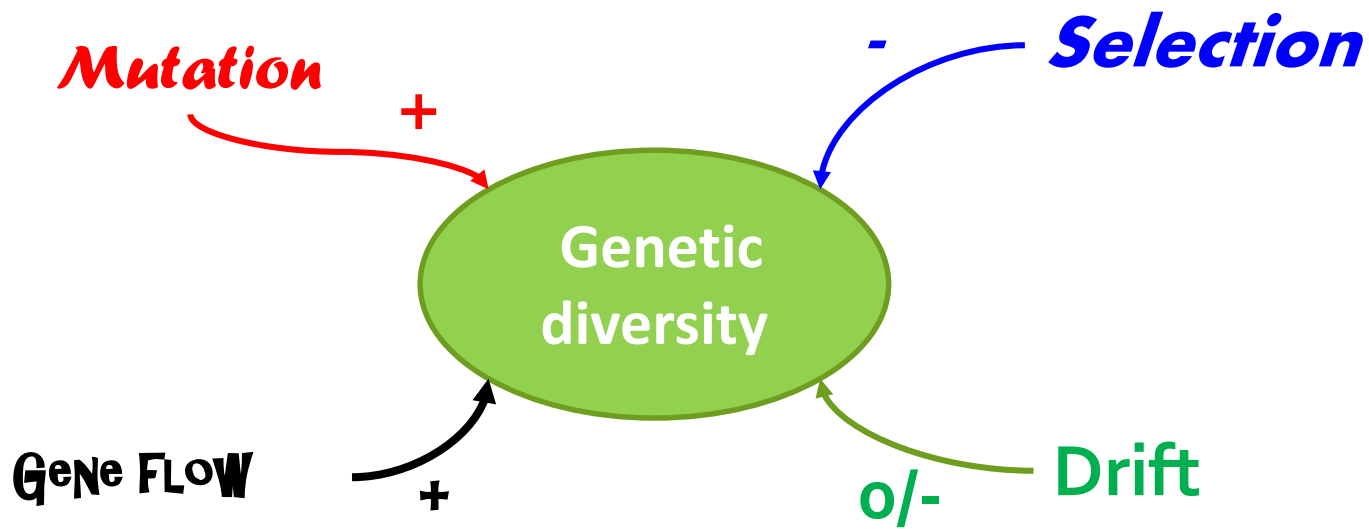 Mutation
+
-
Selection
Genetic
diversity
Gene Flow
+
o/-
Drift